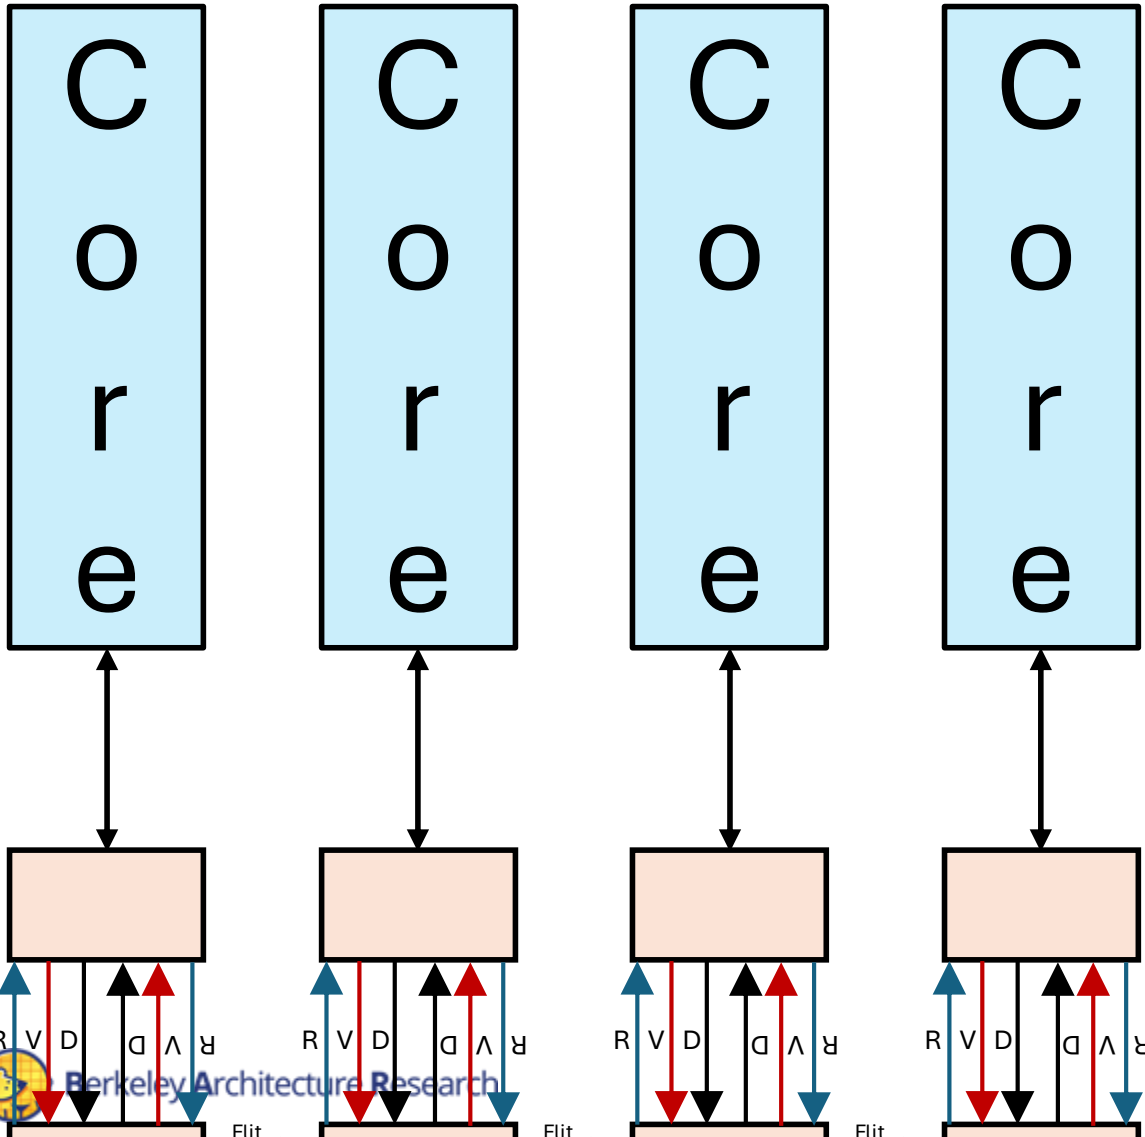 C C C C
o o o o
r r r r
e e e e
R V D D V R R V D D V R R V D D V R R V D D V R
Berkeley Architecture Research
Flit Flit Flit